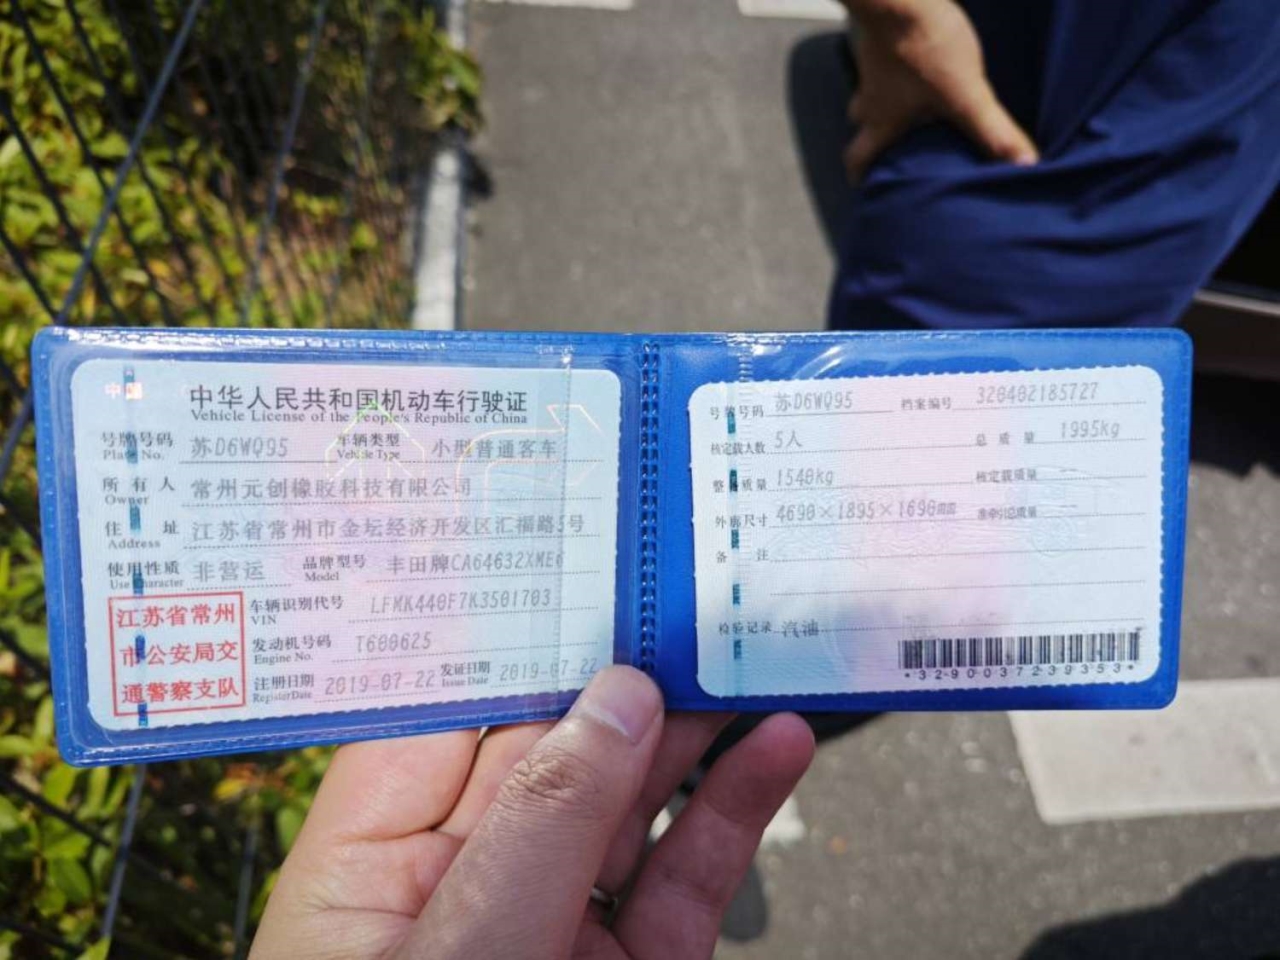 中国
中华人民共和国机动车行驶证
Vehicle License of the People's Republic of China
号牌号码 苏D6WQ95 车辆类型 小型普通客车
Plate No. Vehicle Type
所有人 常州元创橡胶科技有限公司
Owner
住址 江苏省常州市金坛经济开发区汇福路5号
Address
使用性质 非营运 品牌型号 丰田牌CA64632XME6
Use Character Model
江苏省常州
市公安局交
通警察支队
车辆识别代号 LFMK440F7K3501703
VIN
发动机号码 T600625
Engine No.
注册日期 2019-07-22 发证日期 2019-07-22
Register Date Issue Date
号牌号码 苏D6WQ95 档案编号 320402185727
核定载人数 5人 总质量 1995kg
整备质量 1540kg 核定载质量
外廓尺寸 4690×1895×1690mm 准牵引总质量
备注
检验记录 汽油
*3290037239353*